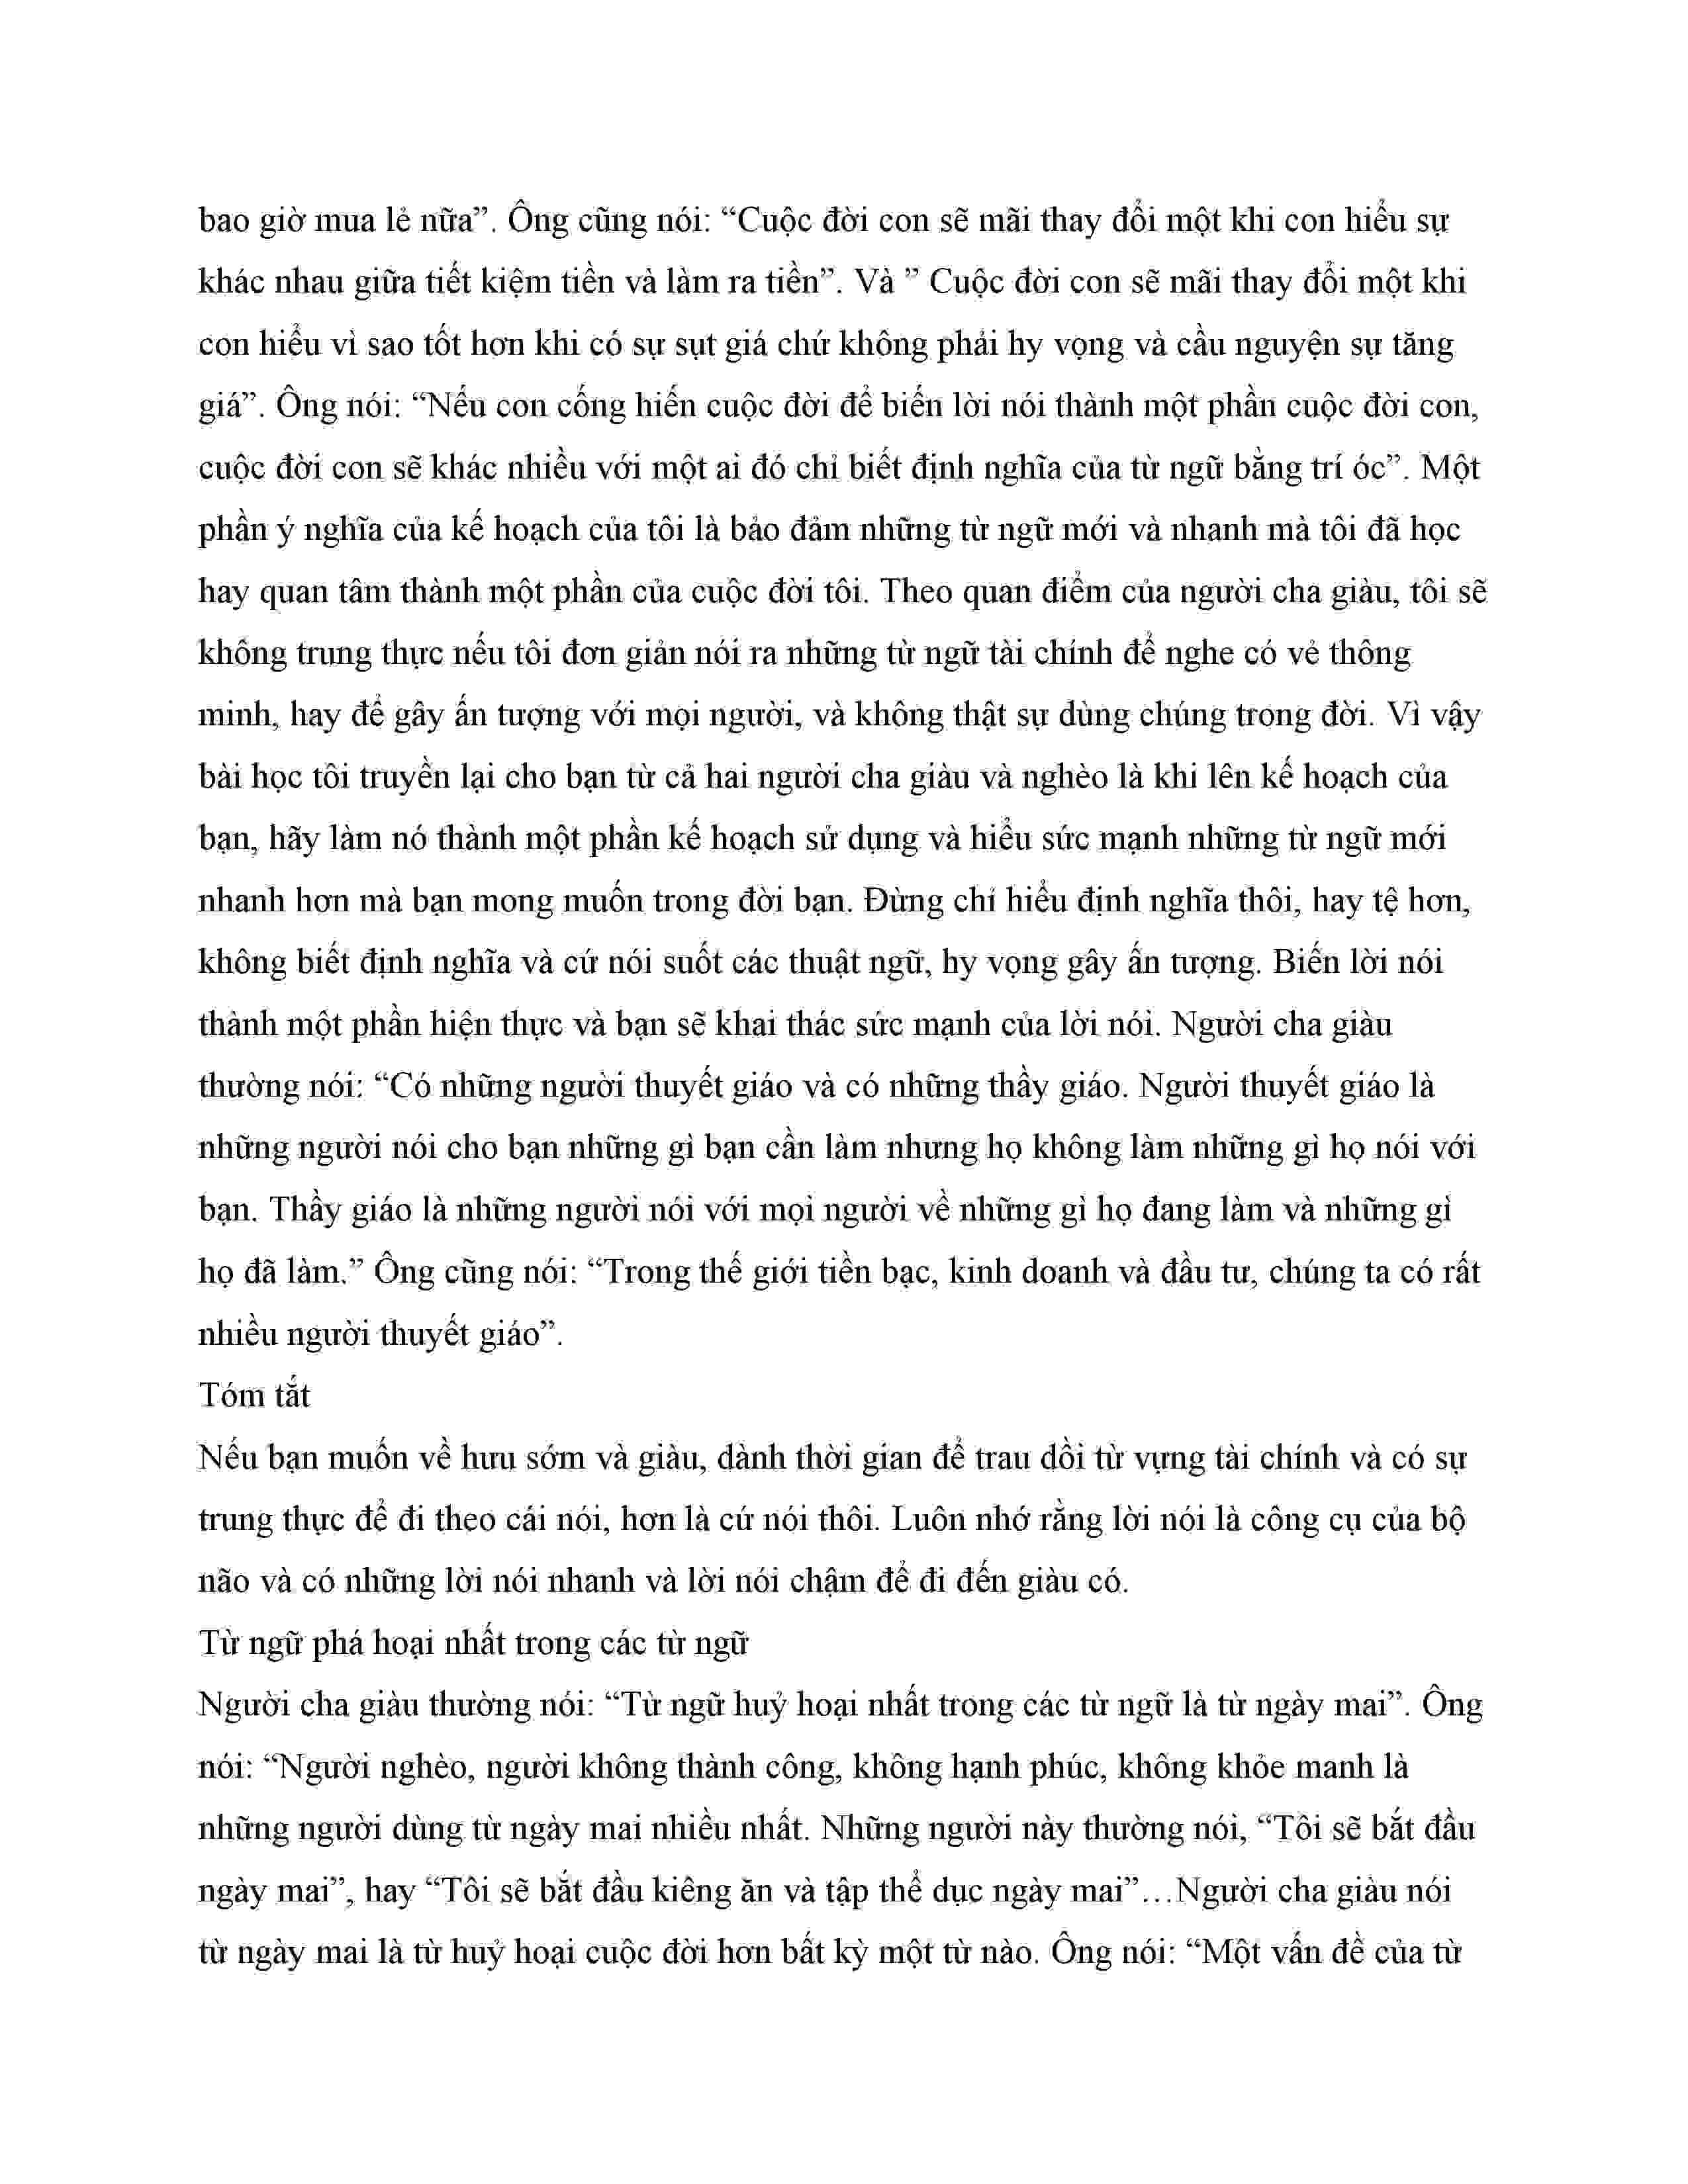 bao giờ mua lẻ nữa”. Ông cũng nói: “Cuộc đời con sẽ mãi thay đổi một khi con hiểu sự
khác nhau giữa tiết kiệm tiền và làm ra tiền”. Và ” Cuộc đời con sẽ mãi thay đổi một khi
con hiểu vì sao tốt hơn khi có sự sụt giá chứ không phải hy vọng và cầu nguyện sự tăng
giá”. Ông nói: “Nếu con cống hiến cuộc đời để biến lời nói thành một phần cuộc đời con,
cuộc đời con sẽ khác nhiều với một ai đó chỉ biết định nghĩa của từ ngữ bằng trí óc”. Một
phần ý nghĩa của kế hoạch của tôi là bảo đảm những từ ngữ mới và nhanh mà tôi đã học
hay quan tâm thành một phần của cuộc đời tôi. Theo quan điểm của người cha giàu, tôi sẽ
không trung thực nếu tôi đơn giản nói ra những từ ngữ tài chính để nghe có vẻ thông
minh, hay để gây ấn tượng với mọi người, và không thật sự dùng chúng trong đời. Vì vậy
bài học tôi truyền lại cho bạn từ cả hai người cha giàu và nghèo là khi lên kế hoạch của
bạn, hãy làm nó thành một phần kế hoạch sử dụng và hiểu sức mạnh những từ ngữ mới
nhanh hơn mà bạn mong muốn trong đời bạn. Đừng chỉ hiểu định nghĩa thôi, hay tệ hơn,
không biết định nghĩa và cứ nói suốt các thuật ngữ, hy vọng gây ấn tượng. Biến lời nói
thành một phần hiện thực và bạn sẽ khai thác sức mạnh của lời nói. Người cha giàu
thường nói: “Có những người thuyết giáo và có những thầy giáo. Người thuyết giáo là
những người nói cho bạn những gì bạn cần làm nhưng họ không làm những gì họ nói với
bạn. Thầy giáo là những người nói với mọi người về những gì họ đang làm và những gì
họ đã làm.” Ông cũng nói: “Trong thế giới tiền bạc, kinh doanh và đầu tư, chúng ta có rất
nhiều người thuyết giáo”.
Tóm tắt
Nếu bạn muốn về hưu sớm và giàu, dành thời gian để trau dồi từ vựng tài chính và có sự
trung thực để đi theo cái nói, hơn là cứ nói thôi. Luôn nhớ rằng lời nói là công cụ của bộ
não và có những lời nói nhanh và lời nói chậm để đi đến giàu có.
Từ ngữ phá hoại nhất trong các từ ngữ
Người cha giàu thường nói: “Từ ngữ huỷ hoại nhất trong các từ ngữ là từ ngày mai”. Ông
nói: “Người nghèo, người không thành công, không hạnh phúc, không khỏe manh là
những người dùng từ ngày mai nhiều nhất. Những người này thường nói, “Tôi sẽ bắt đầu
ngày mai”, hay “Tôi sẽ bắt đầu kiêng ăn và tập thể dục ngày mai”…Người cha giàu nói
từ ngày mai là từ huỷ hoại cuộc đời hơn bất kỳ một từ nào. Ông nói: “Một vấn đề của từ